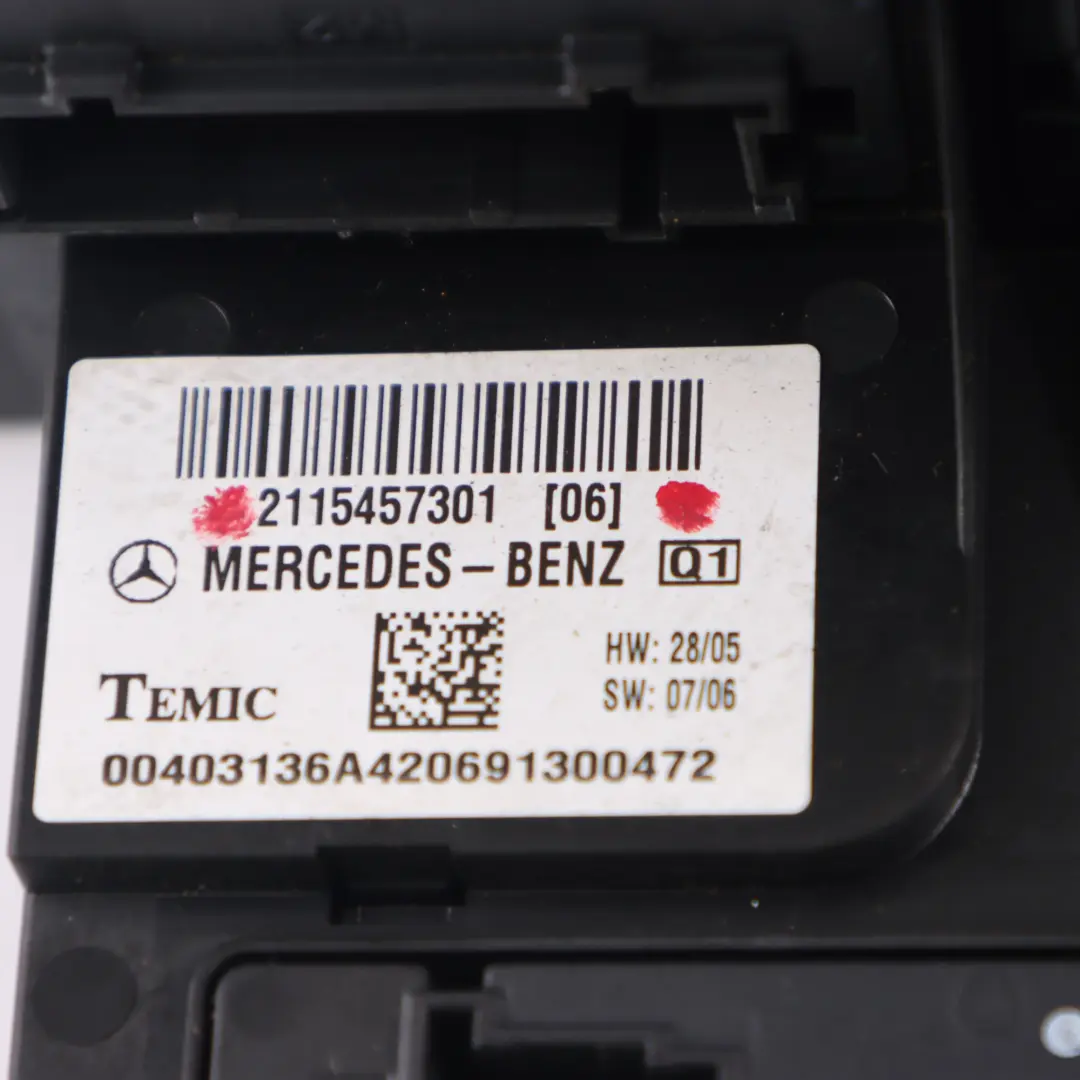 2115457301 [06]
MERCEDES-BENZ Q1
HW: 28/05
SW: 07/06
TEMIC
00403136A420691300472